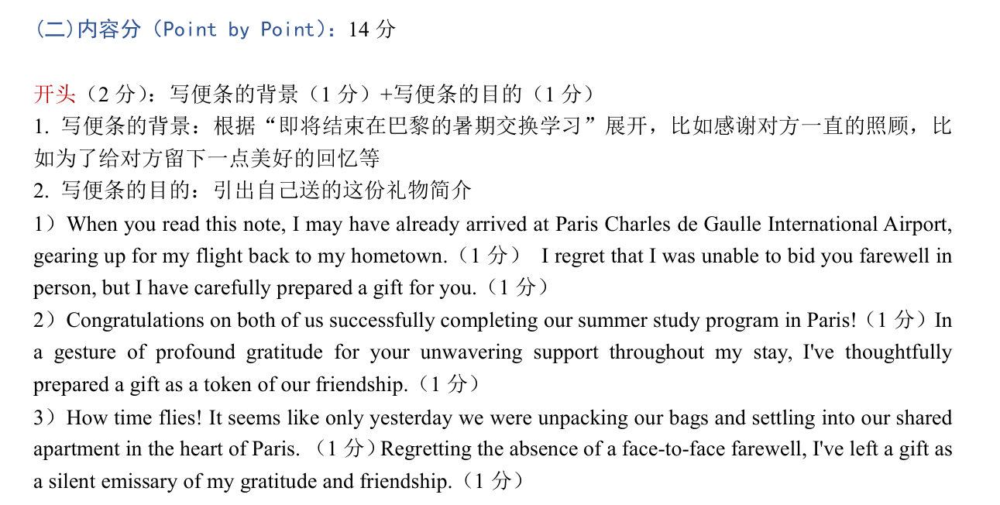 (二)内容分（Point by Point）：14 分
开头（2 分）：写便条的背景（1 分）+写便条的目的（1 分）
1. 写便条的背景：根据“即将结束在巴黎的暑期交换学习”展开，比如感谢对方一直的照顾，比
如为了给对方留下一点美好的回忆等
2. 写便条的目的：引出自己送的这份礼物简介
1）When you read this note, I may have already arrived at Paris Charles de Gaulle International Airport,
gearing up for my flight back to my hometown.（1 分） I regret that I was unable to bid you farewell in
person, but I have carefully prepared a gift for you.（1 分）
2）Congratulations on both of us successfully completing our summer study program in Paris!（1 分）In
a gesture of profound gratitude for your unwavering support throughout my stay, I've thoughtfully
prepared a gift as a token of our friendship.（1 分）
3）How time flies! It seems like only yesterday we were unpacking our bags and settling into our shared
apartment in the heart of Paris. （1 分）Regretting the absence of a face-to-face farewell, I've left a gift as
a silent emissary of my gratitude and friendship.（1 分）